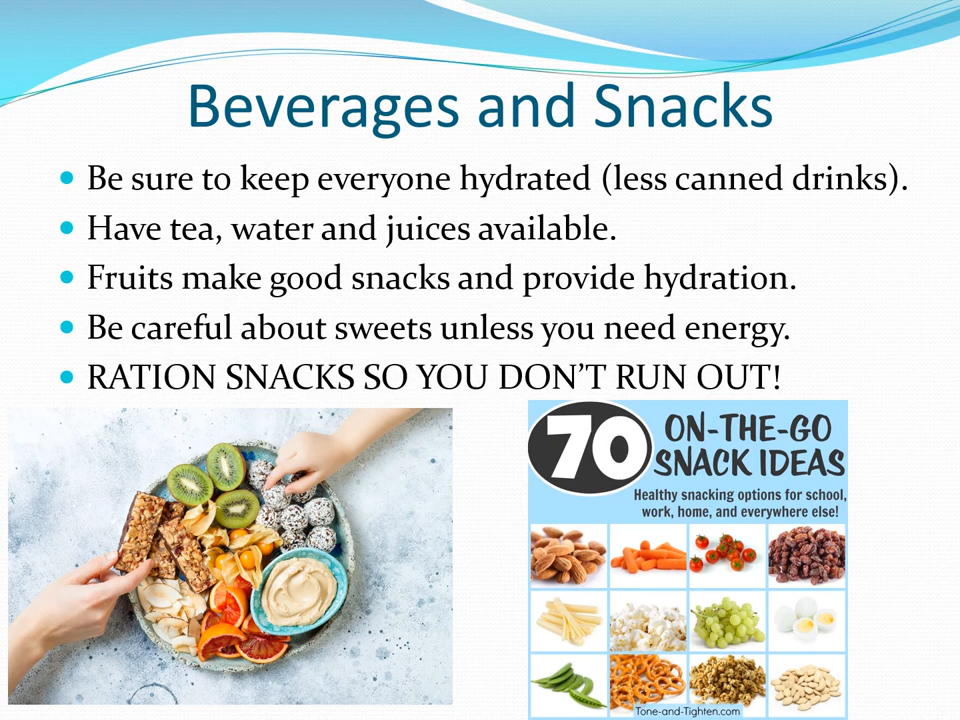 Beverages and Snacks
Be sure to keep everyone hydrated (less canned drinks).
Have tea, water and juices available.
Fruits make good snacks and provide hydration.
Be careful about sweets unless you need energy.
RATION SNACKS SO YOU DON’T RUN OUT!
70 ON-THE-GO
SNACK IDEAS
Healthy snacking options for school,
work, home, and everywhere else!
Tone-and-Tighten.com